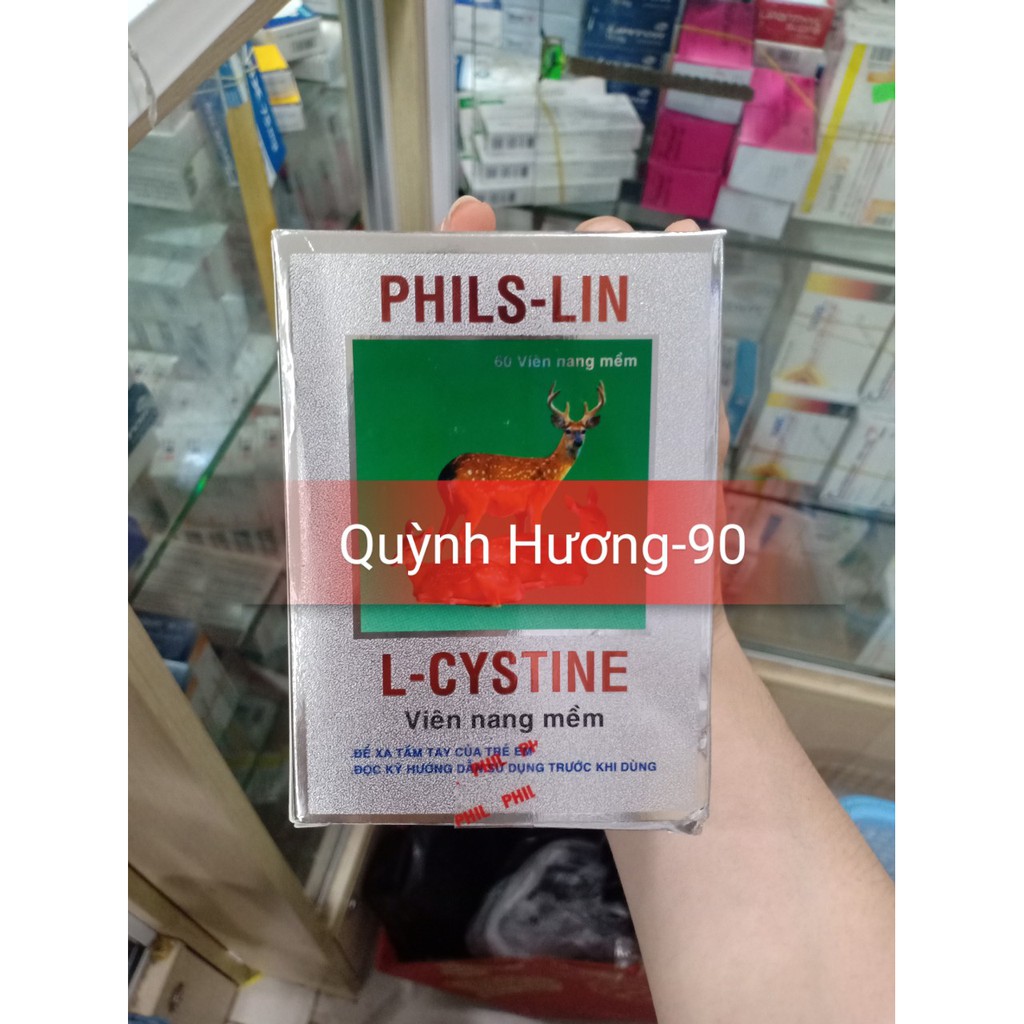 PHILS-LIN
60 Viên nang mềm
Quỳnh Hương-90
L-CYSTINE
Viên nang mềm
ĐỂ XA TẦM TAY CỦA TRẺ EM
ĐỌC KỸ HƯỚNG DẪN SỬ DỤNG TRƯỚC KHI DÙNG
PHIL PH
PHIL PHIL